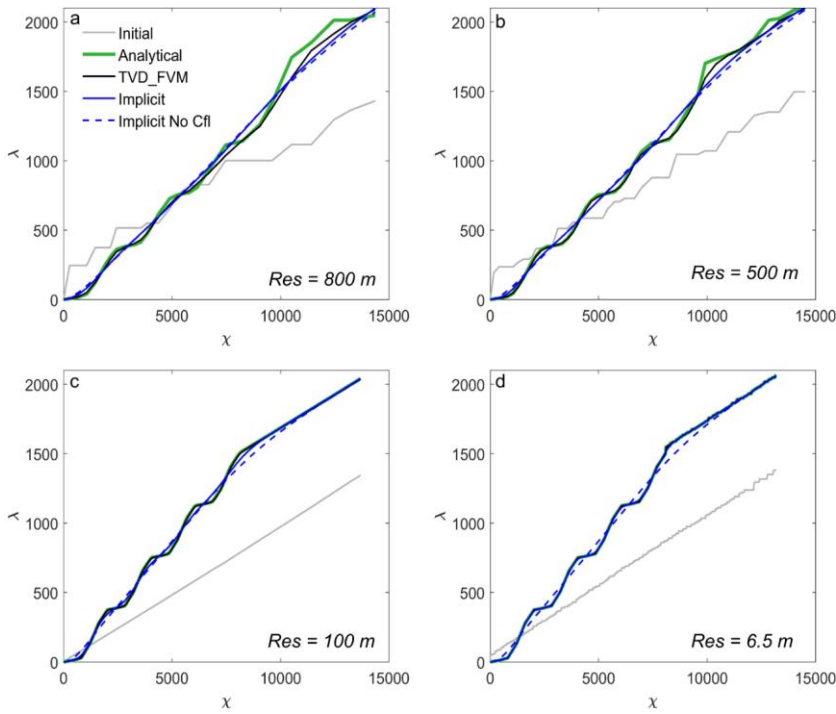 a
2000
1500
1000
500
0
λ
Initial
Analytical
TVD_FVM
Implicit
Implicit No Cfl
Res = 800 m
0 5000 10000 15000
χ
b
2000
1500
1000
500
0
λ
Res = 500 m
0 5000 10000 15000
χ
c
2000
1500
1000
500
0
λ
Res = 100 m
0 5000 10000 15000
χ
d
2000
1500
1000
500
0
λ
Res = 6.5 m
0 5000 10000 15000
χ